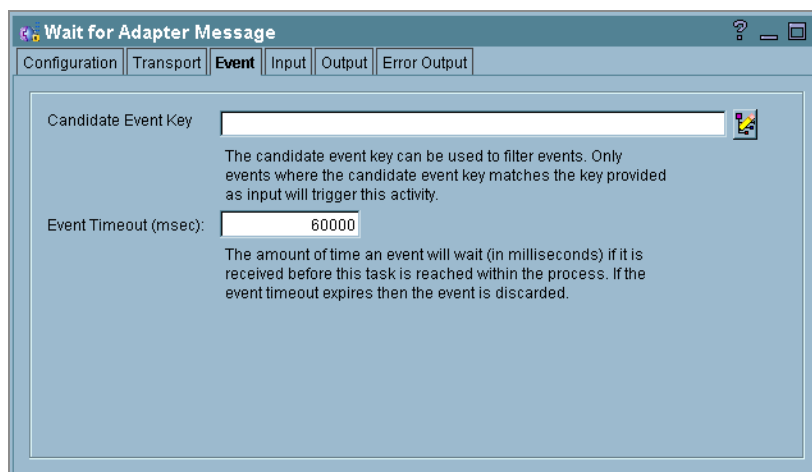 Wait for Adapter Message
Configuration Transport Event Input Output Error Output
Candidate Event Key
The candidate event key can be used to filter events. Only
events where the candidate event key matches the key provided
as input will trigger this activity.
Event Timeout (msec): 60000
The amount of time an event will wait (in milliseconds) if it is
received before this task is reached within the process. If the
event timeout expires then the event is discarded.